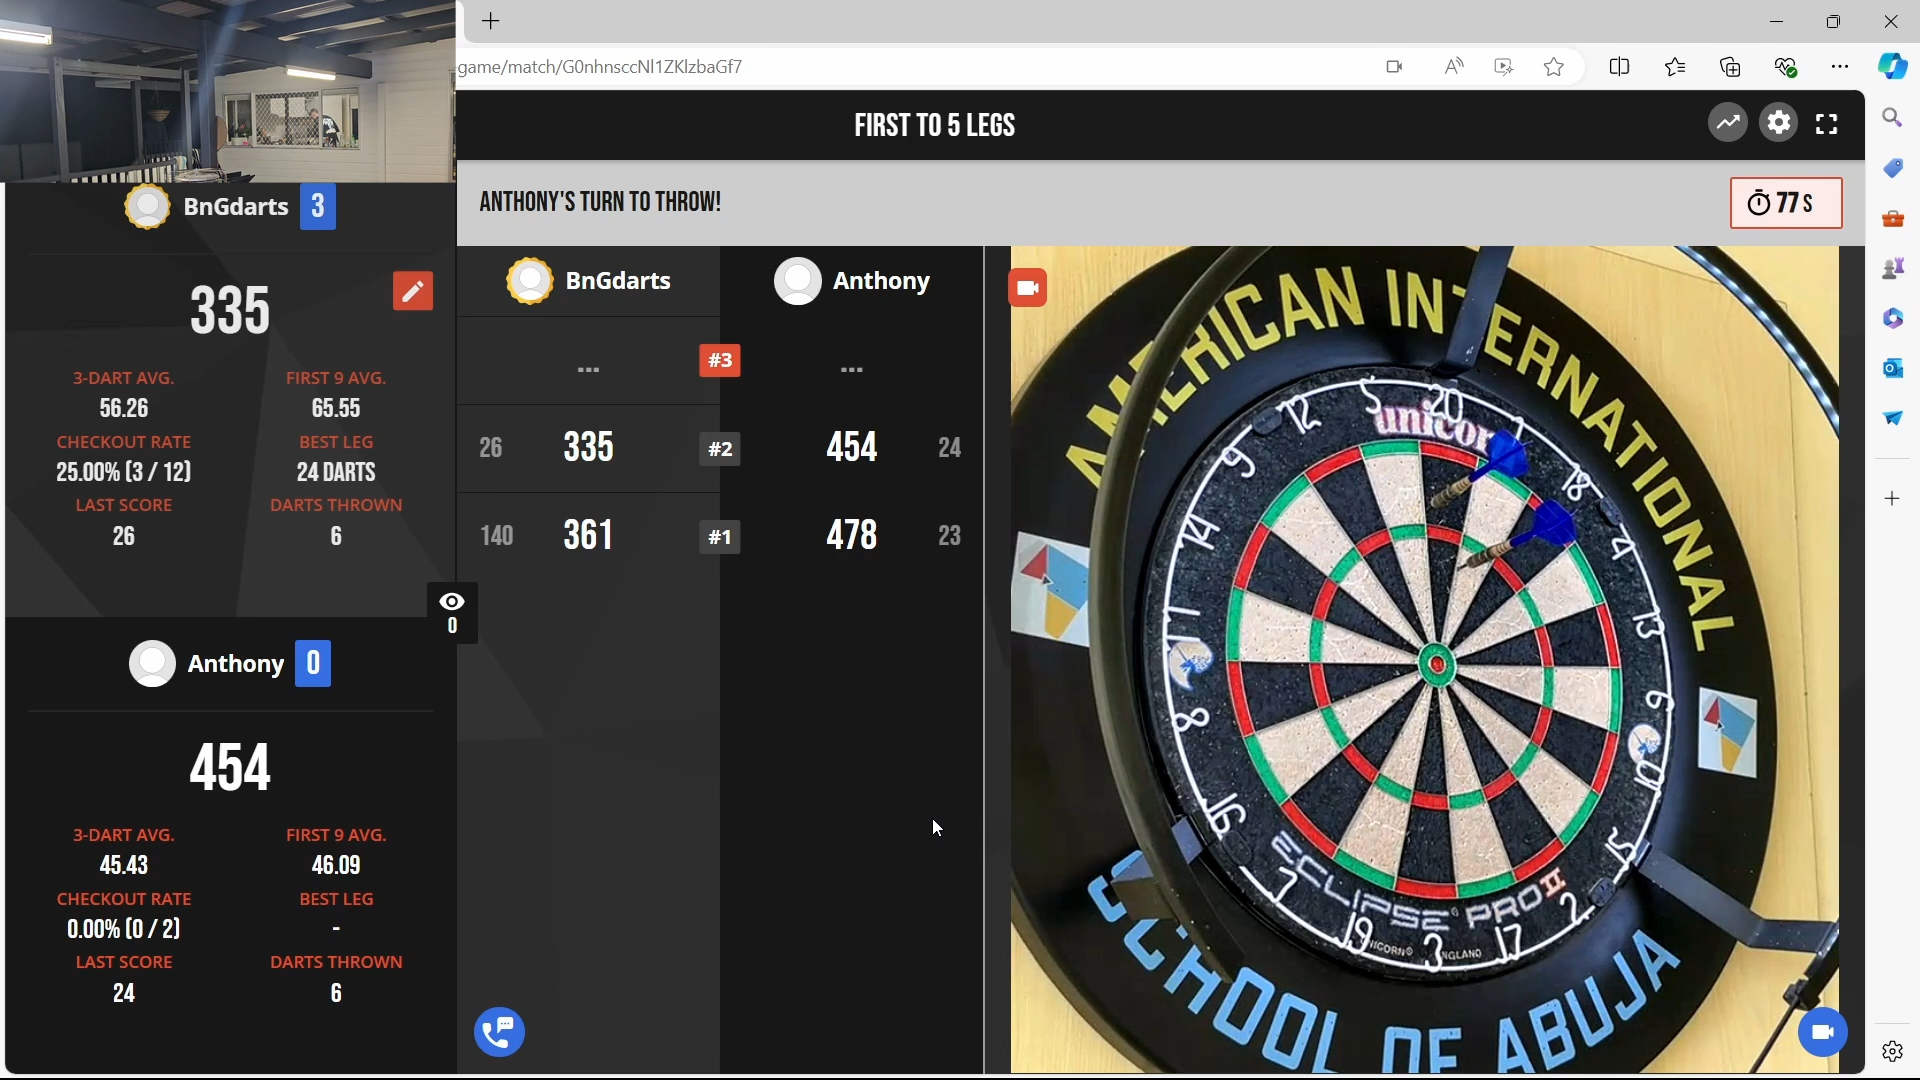 game/match/G0nhnsccNl1ZKlzbaGf7
FIRST TO 5 LEGS
ANTHONY'S TURN TO THROW!
77 S
BnGdarts 3
335
3-DART AVG. FIRST 9 AVG.
56.26 65.55
CHECKOUT RATE BEST LEG
25.00% (3 / 12) 24 DARTS
LAST SCORE DARTS THROWN
26 6
0
Anthony 0
454
3-DART AVG. FIRST 9 AVG.
45.43 46.09
CHECKOUT RATE BEST LEG
0.00% (0 / 2) -
LAST SCORE DARTS THROWN
24 6
BnGdarts Anthony
... #3 ...
26 335 #2 454 24
140 361 #1 478 23
AMERICAN INTERNATIONAL
unicorn
20
18
4
13
6
10
15
2
17
3
19
7
16
8
11
14
9
12
5
ECLIPSE PRO II
UNICORN® ENGLAND
SCHOOL OF ABUJA